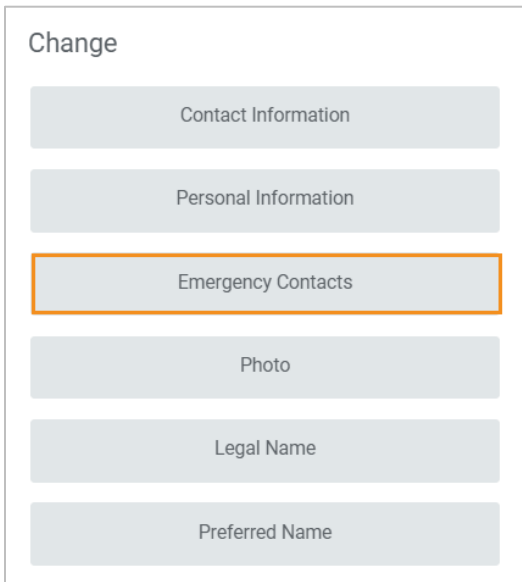 Change
Contact Information
Personal Information
Emergency Contacts
Photo
Legal Name
Preferred Name